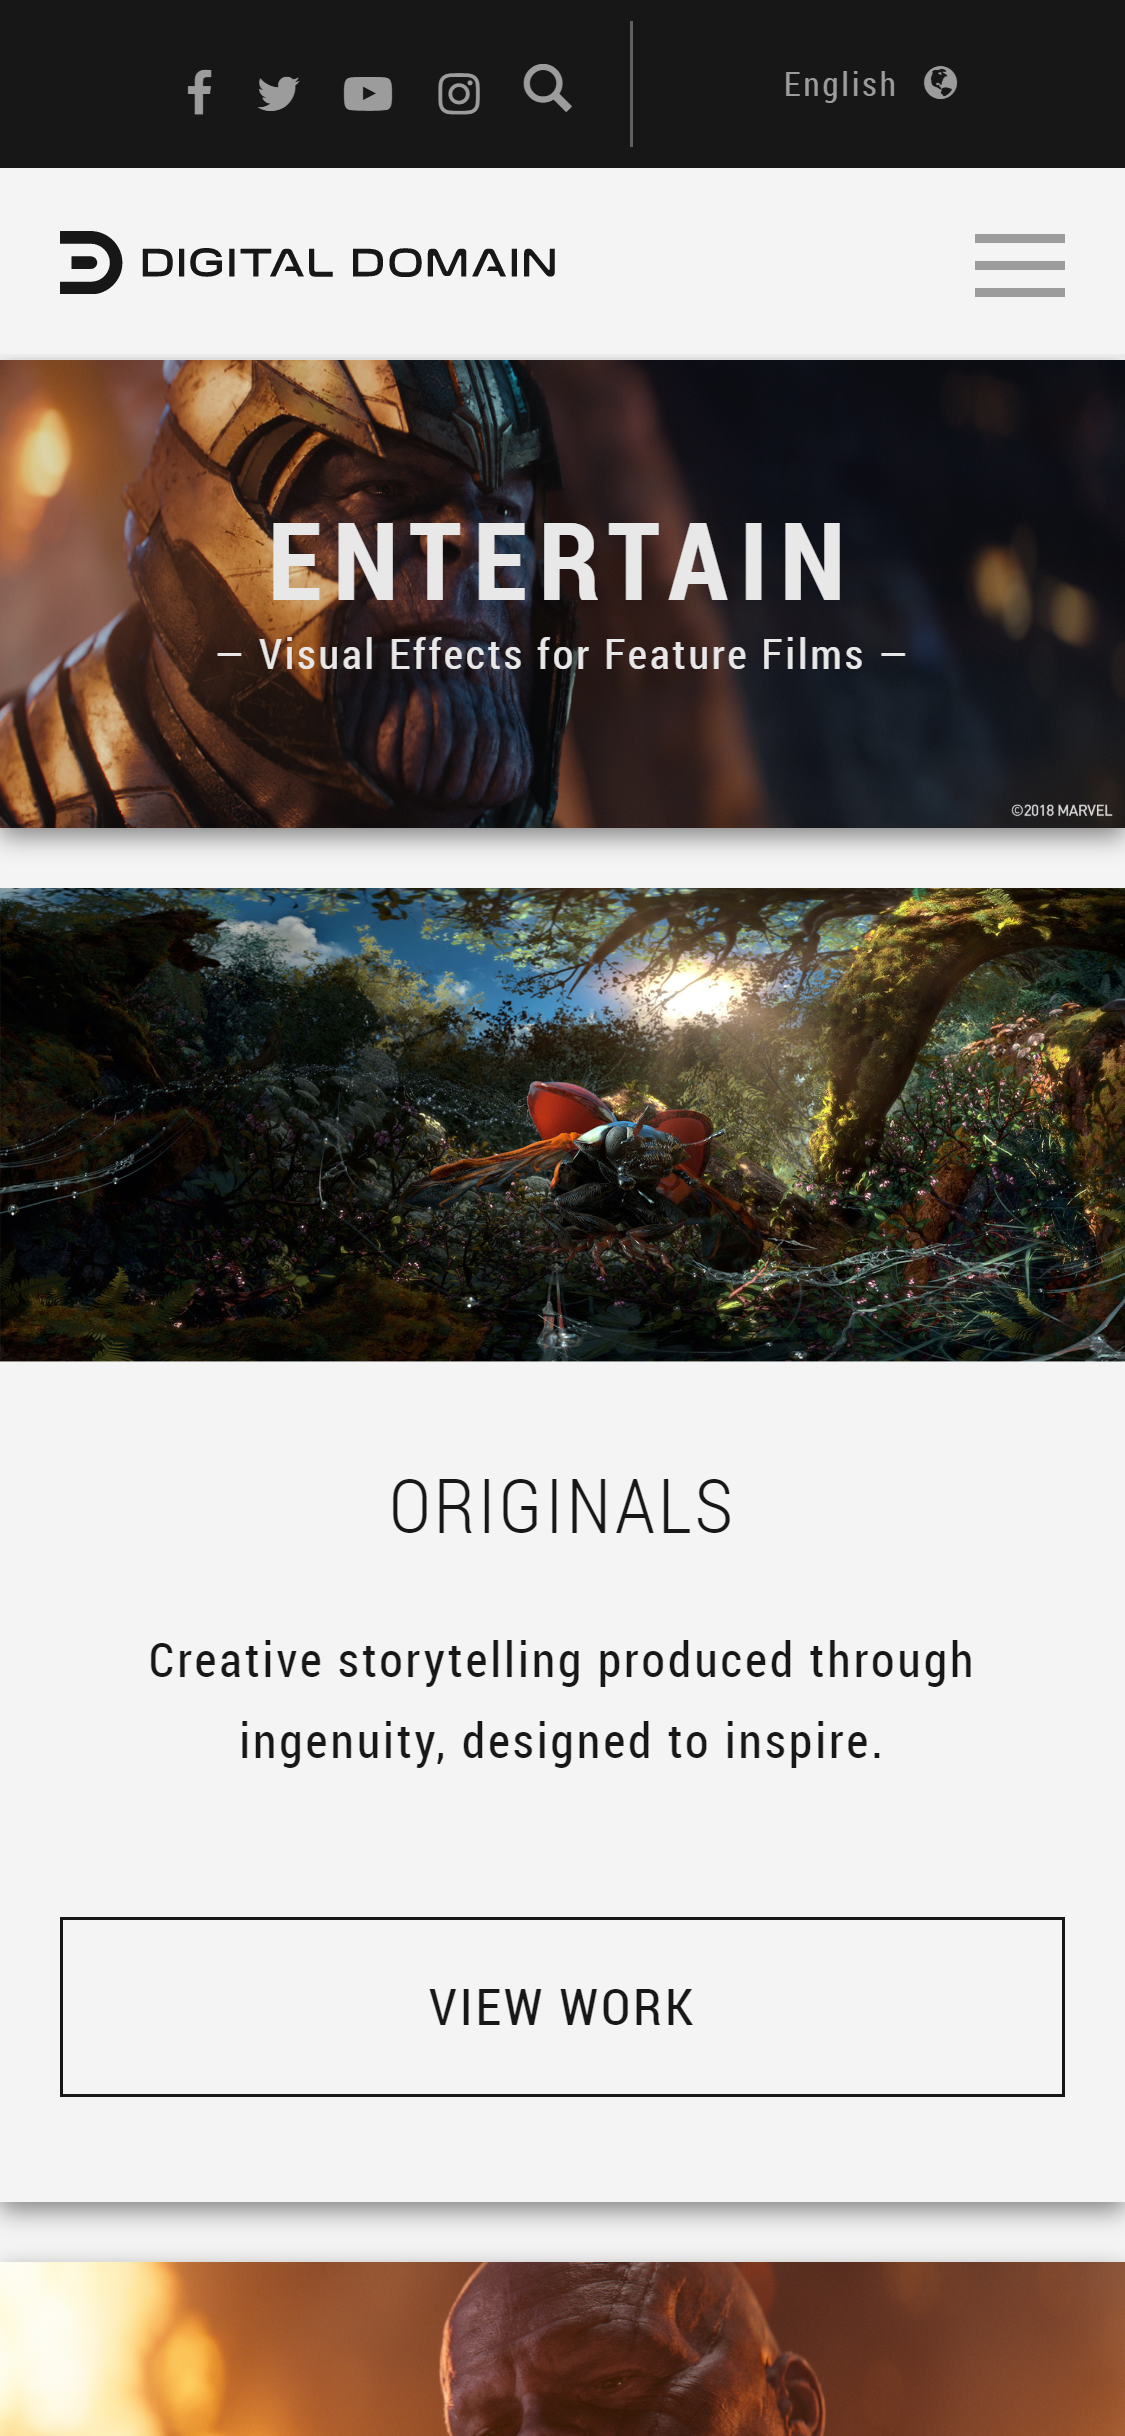 English
DIGITAL DOMAIN
ENTERTAIN
– Visual Effects for Feature Films –
©2018 MARVEL
ORIGINALS
Creative storytelling produced through
ingenuity, designed to inspire.
VIEW WORK